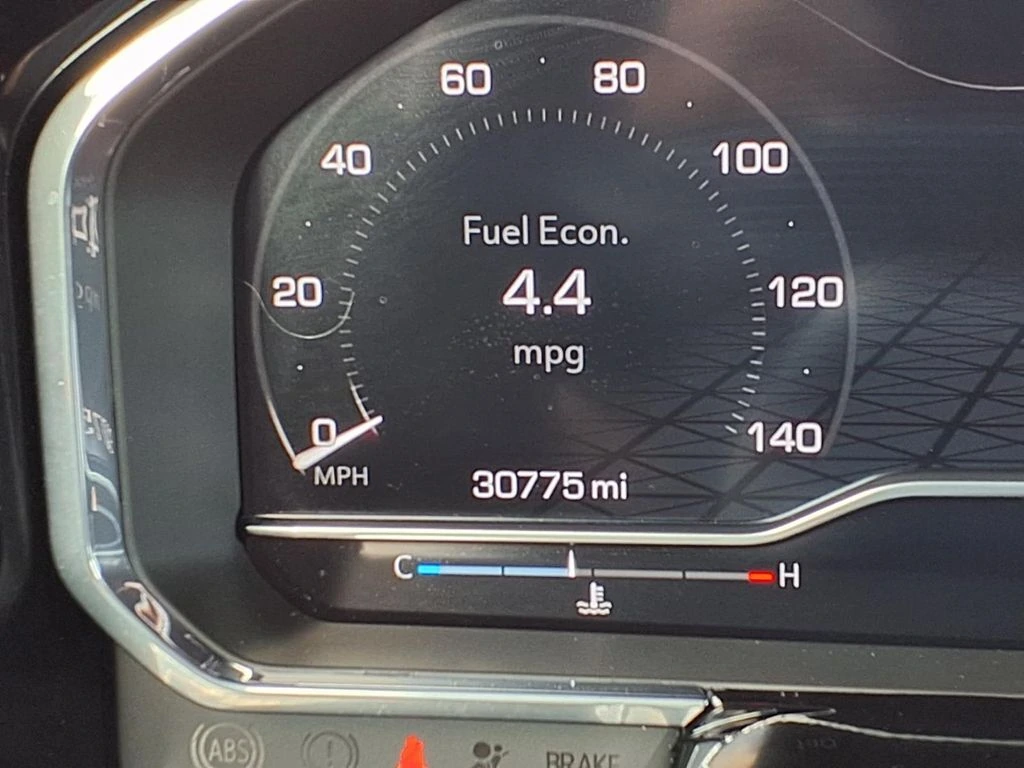 60 80
40 100
Fuel Econ.
20 4.4 120
mpg
0 140
MPH 30775 mi
C H
ABS BRAKE